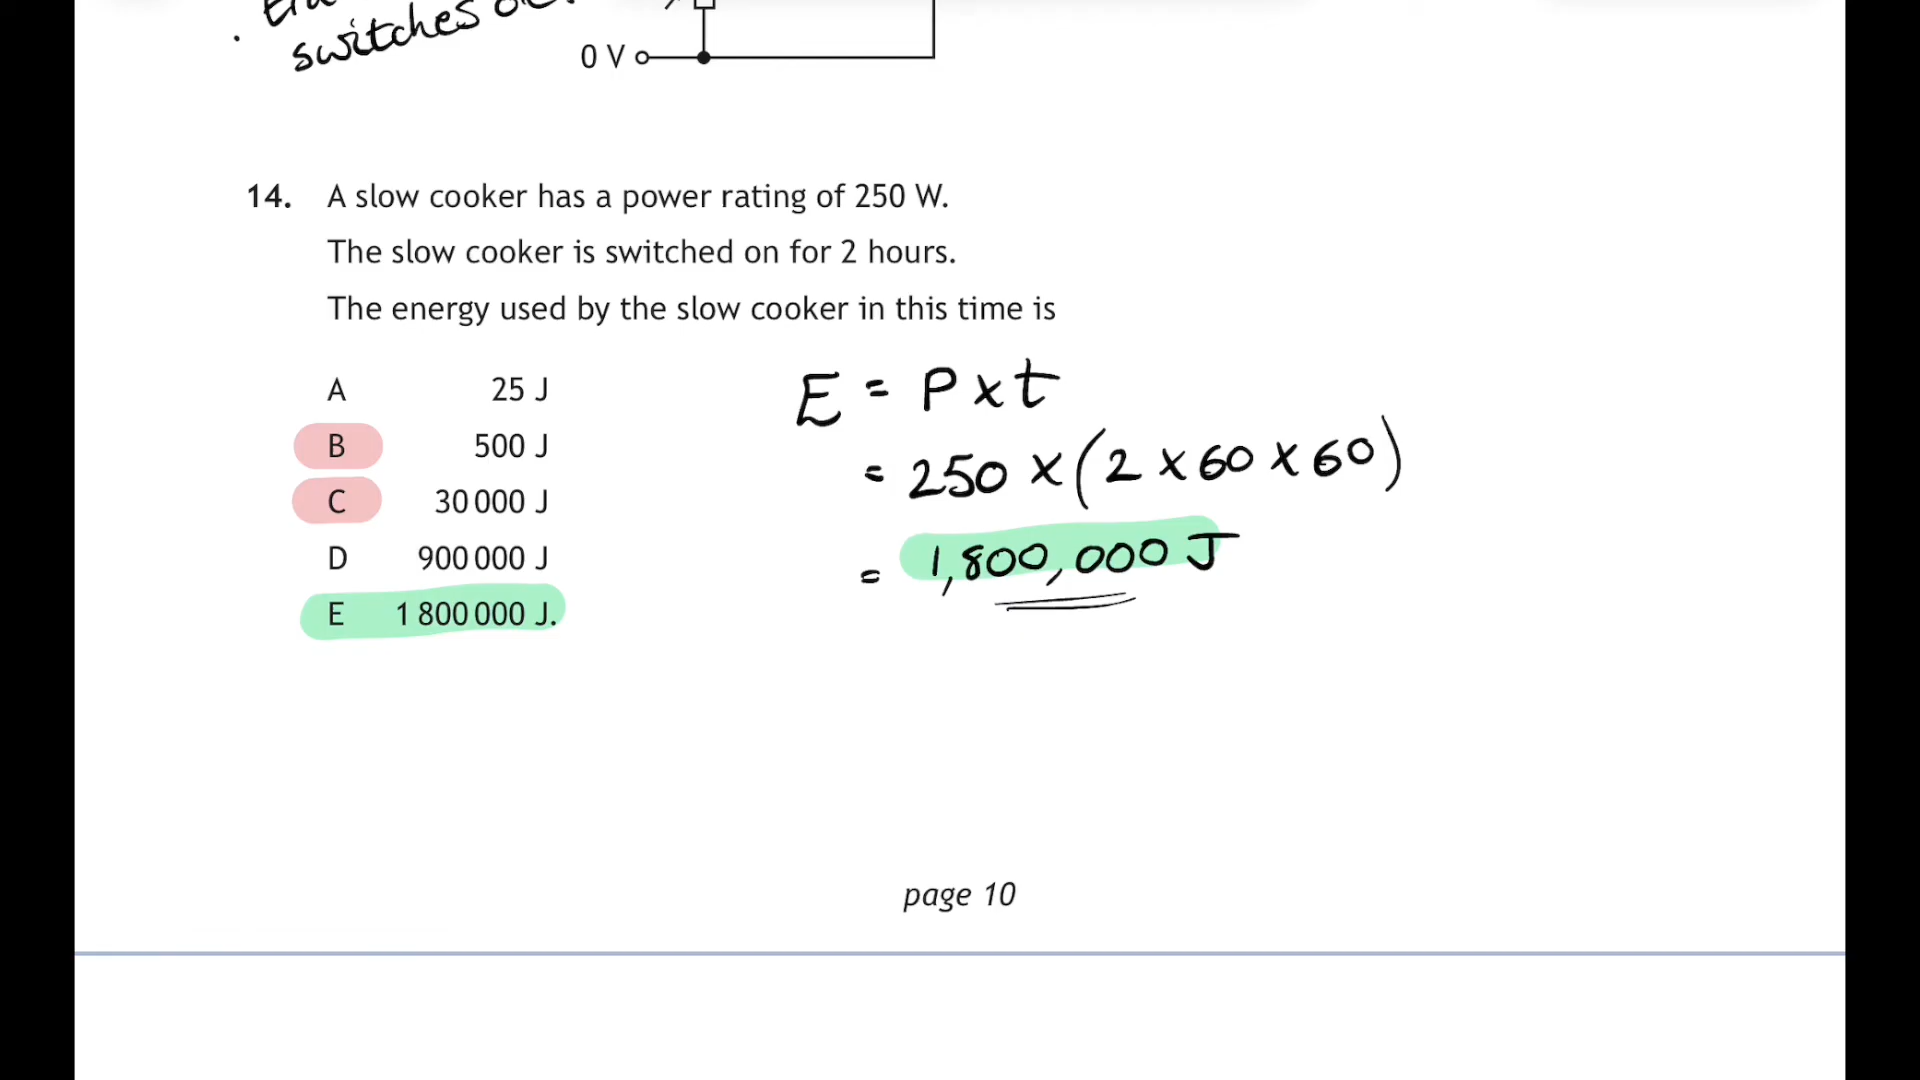 switches
0 V
14. A slow cooker has a power rating of 250 W.
The slow cooker is switched on for 2 hours.
The energy used by the slow cooker in this time is
A 25 J
B 500 J
C 30 000 J
D 900 000 J
E 1 800 000 J.
E = P x t
= 250 x (2 x 60 x 60)
= 1,800,000 J
page 10